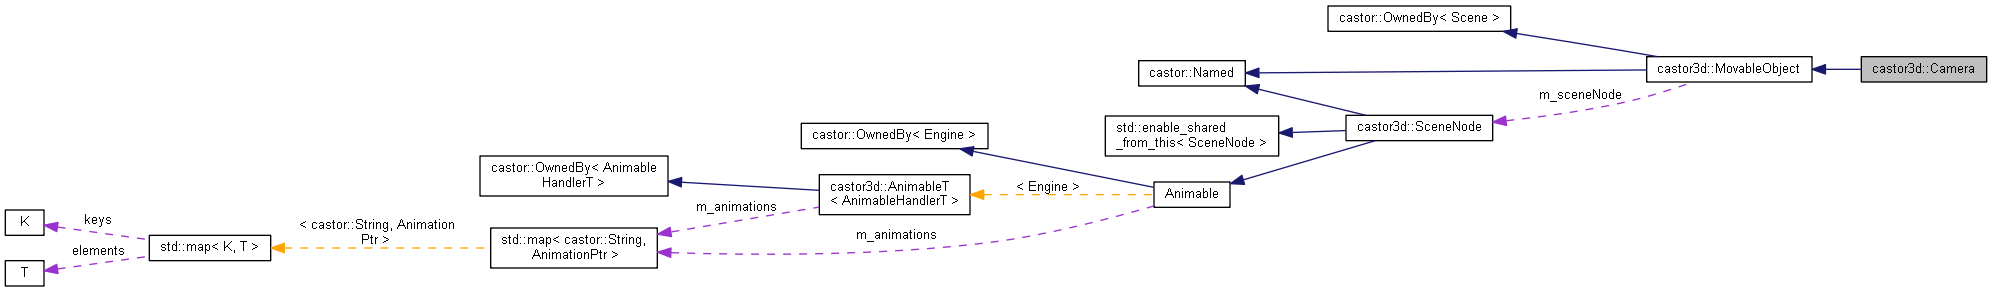 castor::OwnedBy< Scene >
castor::Named
castor3d::MovableObject
castor3d::Camera
m_sceneNode
castor::OwnedBy< Engine >
std::enable_shared
_from_this< SceneNode >
castor3d::SceneNode
castor::OwnedBy< Animable
HandlerT >
castor3d::AnimableT
< AnimableHandlerT >
< Engine >
Animable
m_animations
K
keys
std::map< K, T >
< castor::String, Animation
Ptr >
std::map< castor::String,
AnimationPtr >
m_animations
elements
T